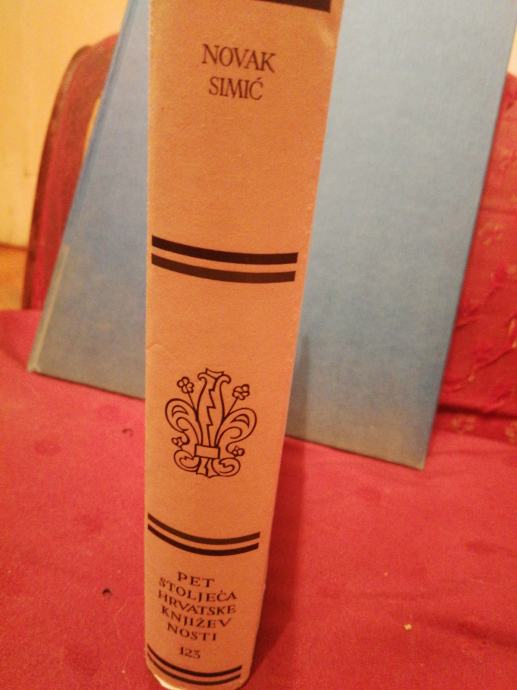 NOVAK
SIMIĆ
PET
STOLJEĆA
HRVATSKE
KNJIŽEV
NOSTI
123